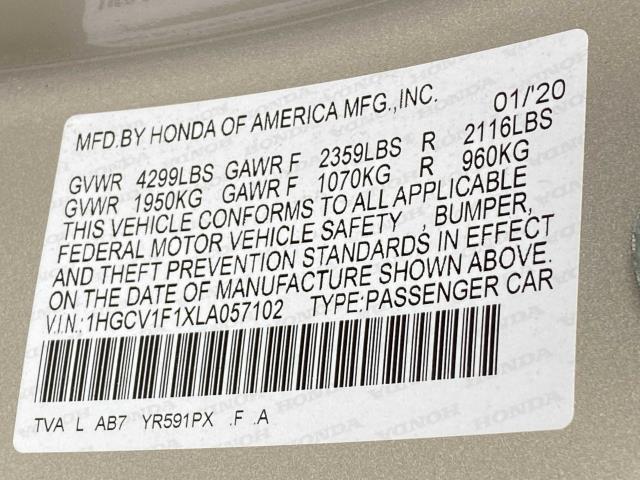 MFD.BY HONDA OF AMERICA MFG.,INC. 01/'20
GVWR 4299LBS GAWR F 2359LBS R 2116LBS
GVWR 1950KG GAWR F 1070KG R 960KG
THIS VEHICLE CONFORMS TO ALL APPLICABLE
FEDERAL MOTOR VEHICLE SAFETY , BUMPER,
AND THEFT PREVENTION STANDARDS IN EFFECT
ON THE DATE OF MANUFACTURE SHOWN ABOVE.
V.I.N.:1HGCV1F1XLA057102 TYPE:PASSENGER CAR
TVA L AB7 YR591PX .F .A